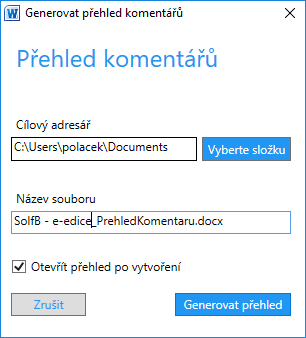 Generovat přehled komentářů
Přehled komentářů
Cílový adresář
C:\Users\polacek\Documents
Vyberte složku
Název souboru
SolfB - e-edice_PrehledKomentaru.docx
Otevřít přehled po vytvoření
Zrušit
Generovat přehled